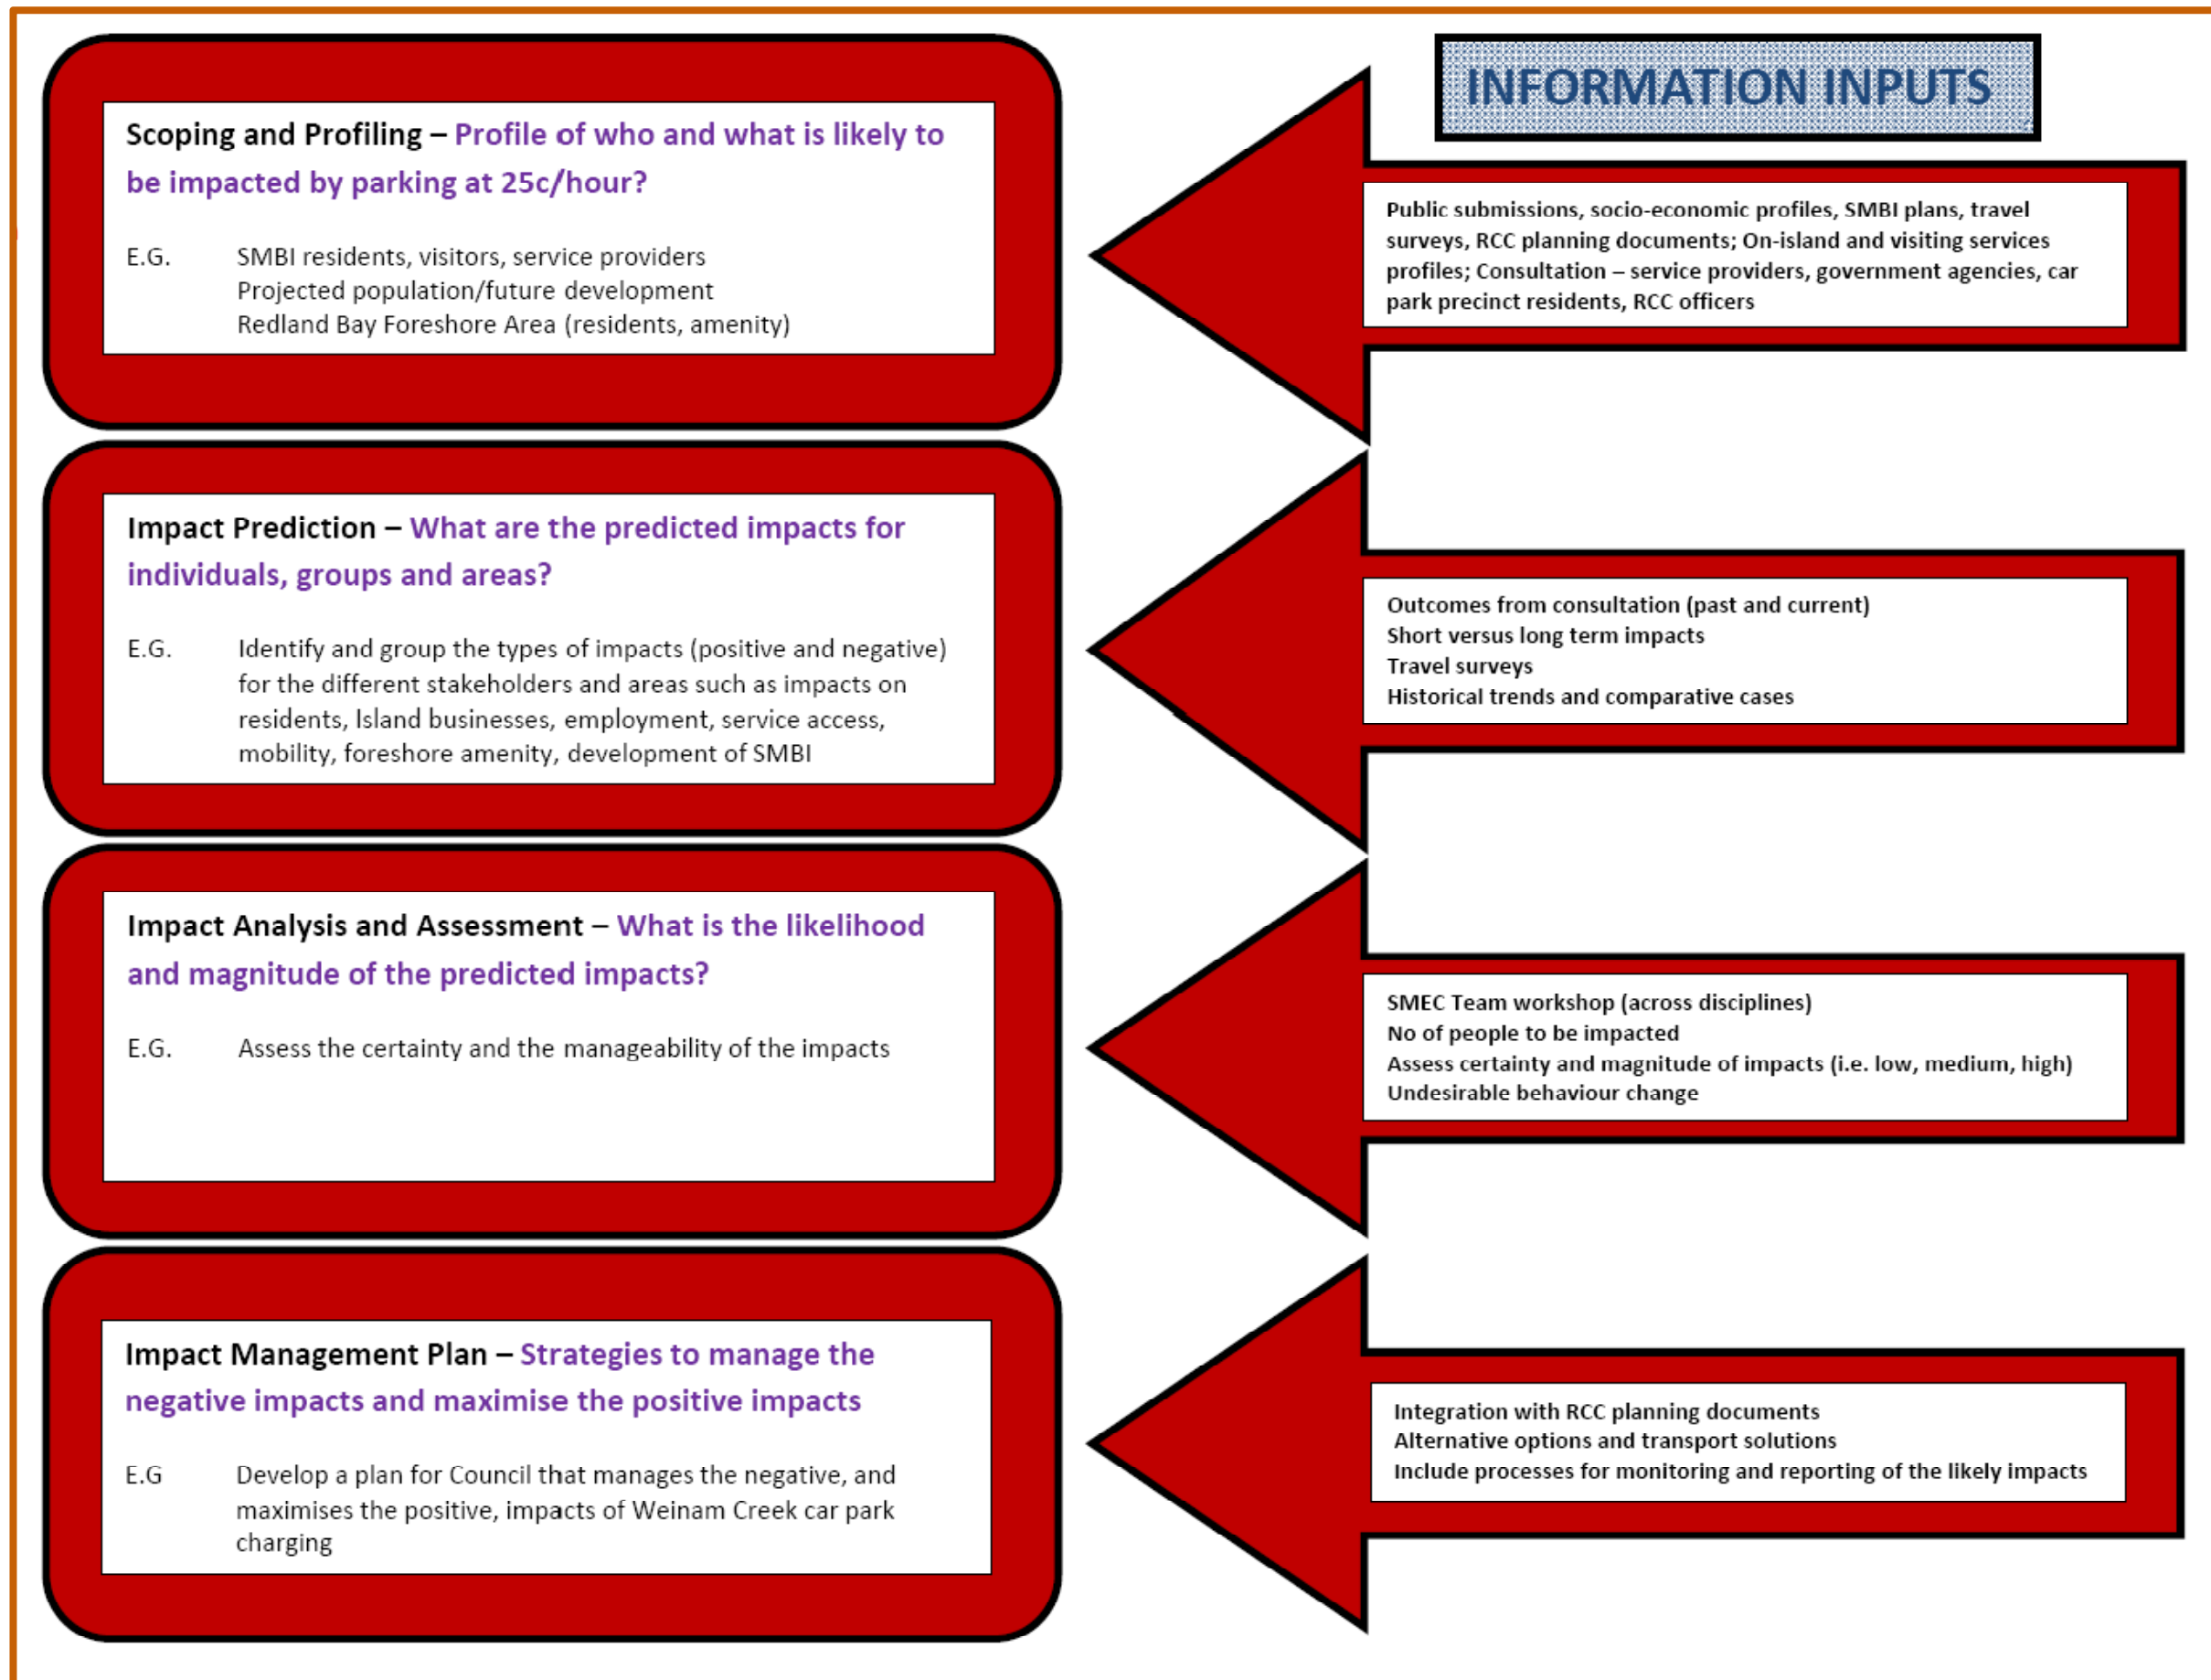 INFORMATION INPUTS
Scoping and Profiling – Profile of who and what is likely to
be impacted by parking at 25c/hour?
E.G. SMBI residents, visitors, service providers
Projected population/future development
Redland Bay Foreshore Area (residents, amenity)
Public submissions, socio-economic profiles, SMBI plans, travel
surveys, RCC planning documents; On-island and visiting services
profiles; Consultation – service providers, government agencies, car
park precinct residents, RCC officers
Impact Prediction – What are the predicted impacts for
individuals, groups and areas?
E.G. Identify and group the types of impacts (positive and negative)
for the different stakeholders and areas such as impacts on
residents, Island businesses, employment, service access,
mobility, foreshore amenity, development of SMBI
Outcomes from consultation (past and current)
Short versus long term impacts
Travel surveys
Historical trends and comparative cases
Impact Analysis and Assessment – What is the likelihood
and magnitude of the predicted impacts?
E.G. Assess the certainty and the manageability of the impacts
SMEC Team workshop (across disciplines)
No of people to be impacted
Assess certainty and magnitude of impacts (i.e. low, medium, high)
Undesirable behaviour change
Impact Management Plan – Strategies to manage the
negative impacts and maximise the positive impacts
E.G Develop a plan for Council that manages the negative, and
maximises the positive, impacts of Weinam Creek car park
charging
Integration with RCC planning documents
Alternative options and transport solutions
Include processes for monitoring and reporting of the likely impacts